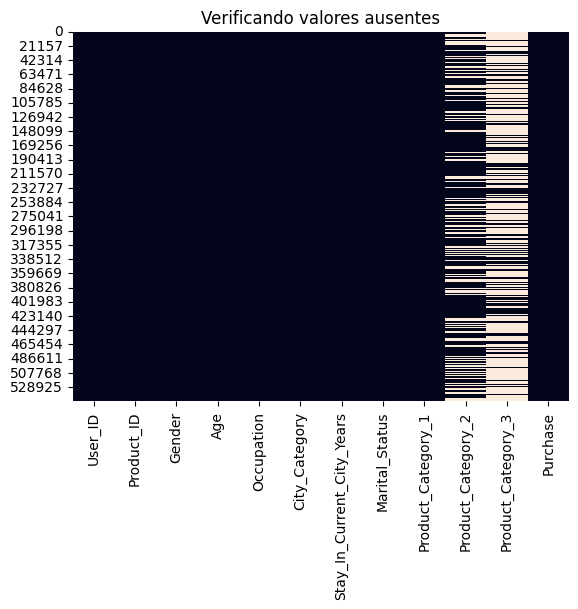 Verificando valores ausentes
0
21157
42314
63471
84628
105785
126942
148099
169256
190413
211570
232727
253884
275041
296198
317355
338512
359669
380826
401983
423140
444297
465454
486611
507768
528925
User_ID
Product_ID
Gender
Age
Occupation
City_Category
Stay_In_Current_City_Years
Marital_Status
Product_Category_1
Product_Category_2
Product_Category_3
Purchase